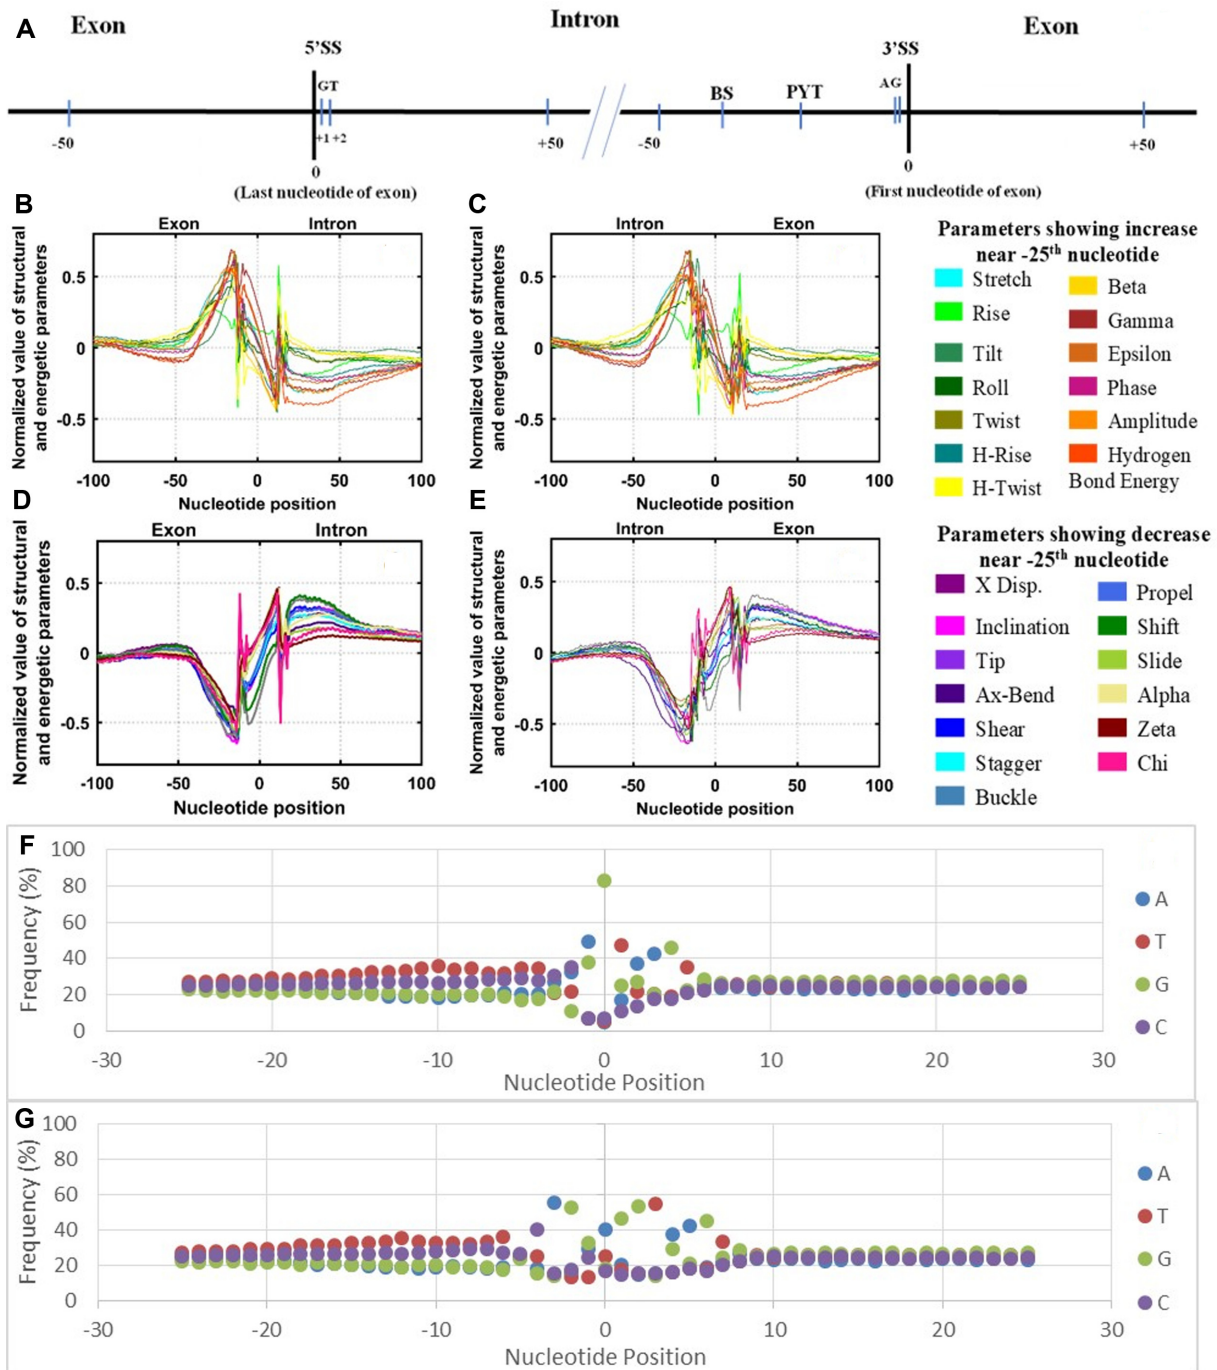 A
Exon
Intron
Exon
5'SS
3'SS
GT
BS
PYT
AG
-50
+1 +2
+50
-50
+50
0
0
(Last nucleotide of exon)
(First nucleotide of exon)
B
Exon
Intron
Normalized value of structural
and energetic parameters
0.5
0
-0.5
-100
-50
0
50
100
Nucleotide position
C
Intron
Exon
Normalized value of structural
and energetic parameters
0.5
0
-0.5
-100
-50
0
50
100
Nucleotide position
Parameters showing increase
near -25th nucleotide
Stretch
Rise
Tilt
Roll
Twist
H-Rise
H-Twist
Beta
Gamma
Epsilon
Phase
Amplitude
Hydrogen
Bond Energy
D
Exon
Intron
Normalized value of structural
and energetic parameters
0.5
0
-0.5
-100
-50
0
50
100
Nucleotide position
E
Intron
Exon
Normalized value of structural
and energetic parameters
0.5
0
-0.5
-100
-50
0
50
100
Nucleotide position
Parameters showing decrease
near -25th nucleotide
X Disp.
Inclination
Tip
Ax-Bend
Shear
Stagger
Buckle
Propel
Shift
Slide
Alpha
Zeta
Chi
F
Frequency (%)
100
80
60
40
20
0
-30
-20
-10
0
10
20
30
Nucleotide Position
A
T
G
C
G
Frequency (%)
100
80
60
40
20
0
-30
-20
-10
0
10
20
30
Nucleotide Position
A
T
G
C